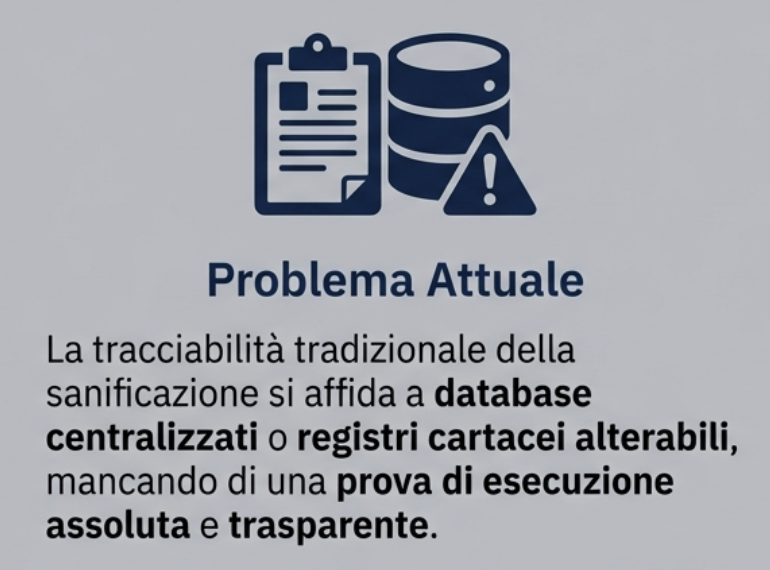 Problema Attuale
La tracciabilità tradizionale della
sanificazione si affida a database
centralizzati o registri cartacei alterabili,
mancando di una prova di esecuzione
assoluta e trasparente.